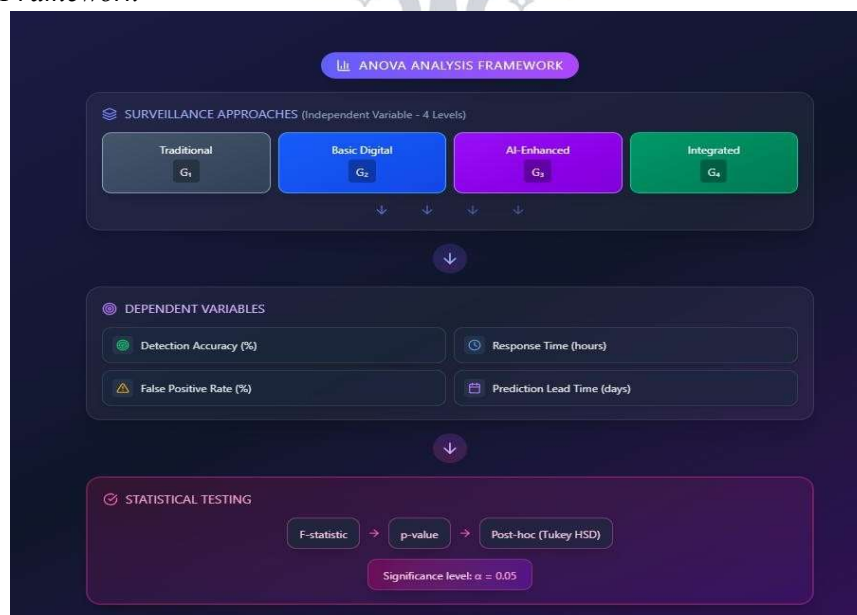 Framework
ANOVA ANALYSIS FRAMEWORK
SURVEILLANCE APPROACHES (Independent Variable - 4 Levels)
Traditional
G₁
Basic Digital
G₂
AI-Enhanced
G₃
Integrated
G₄
DEPENDENT VARIABLES
Detection Accuracy (%)
Response Time (hours)
False Positive Rate (%)
Prediction Lead Time (days)
STATISTICAL TESTING
F-statistic → p-value → Post-hoc (Tukey HSD)
Significance level: α = 0.05